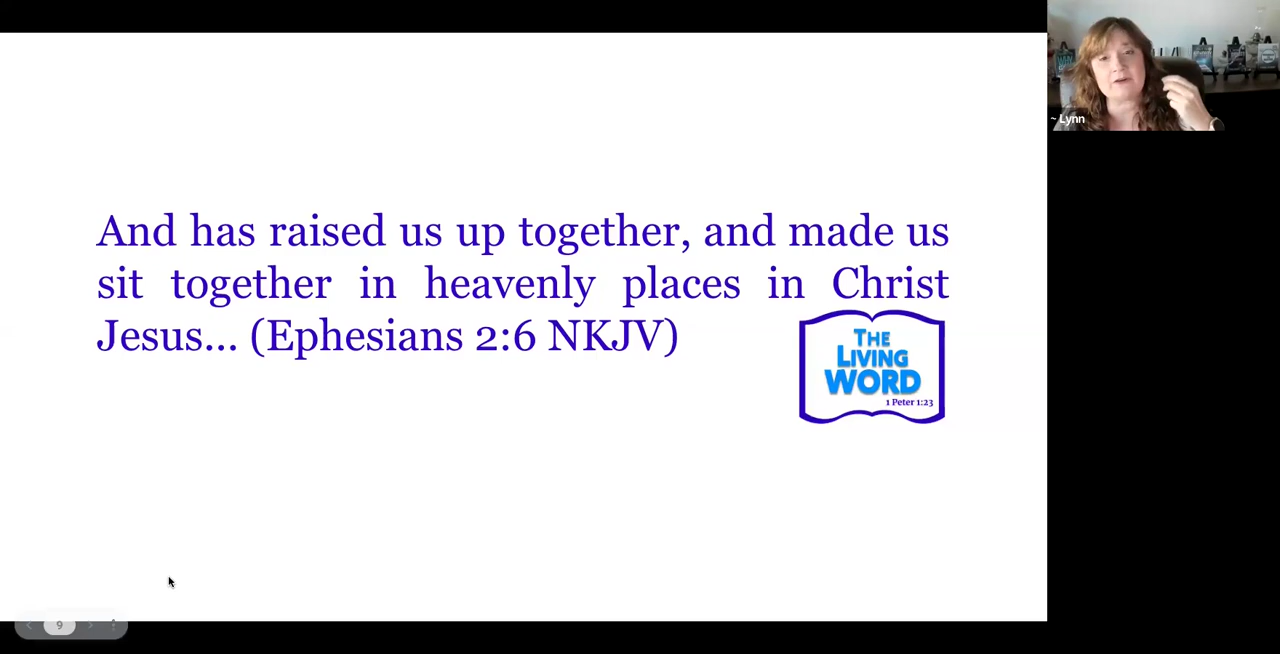 And has raised us up together, and made us
sit together in heavenly places in Christ
Jesus... (Ephesians 2:6 NKJV)
THE
LIVING
WORD
1 Peter 1:23
~ Lynn
9